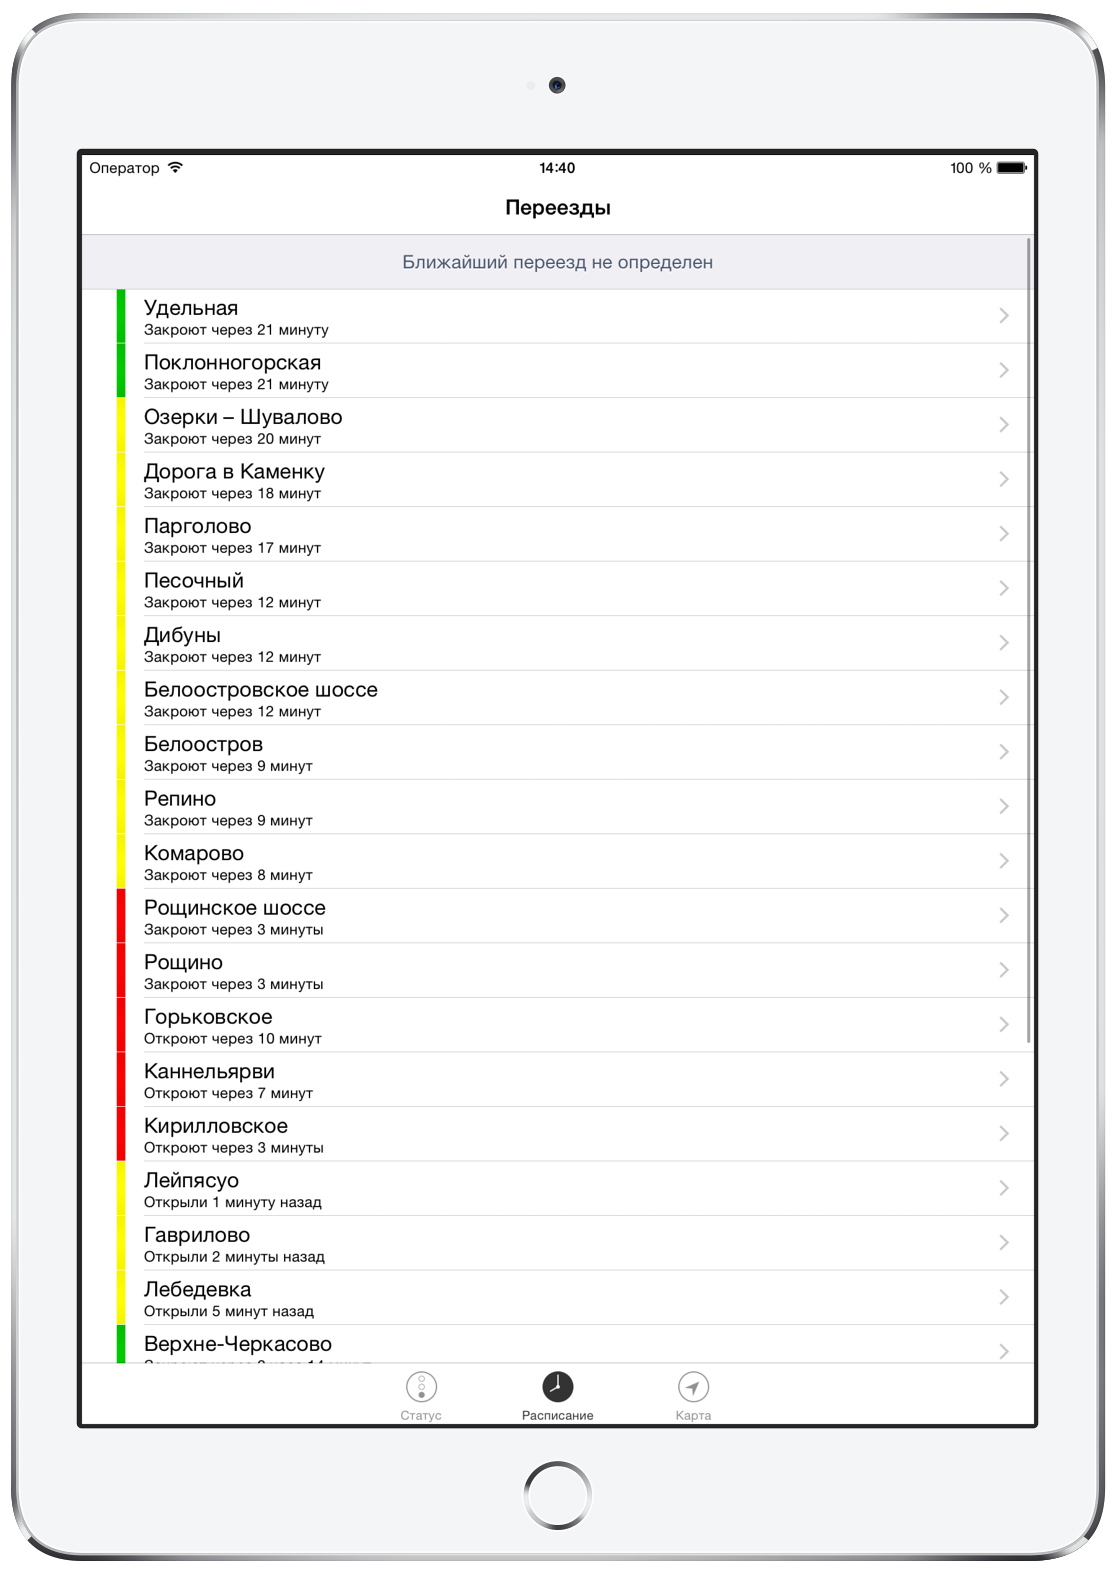 Оператор 14:40 100 %
Переезды
Ближайший переезд не определен
Удельная
Закроют через 21 минуту
Поклонногорская
Закроют через 21 минуту
Озерки – Шувалово
Закроют через 20 минут
Дорога в Каменку
Закроют через 18 минут
Парголово
Закроют через 17 минут
Песочный
Закроют через 12 минут
Дибуны
Закроют через 12 минут
Белоостровское шоссе
Закроют через 12 минут
Белоостров
Закроют через 9 минут
Репино
Закроют через 9 минут
Комарово
Закроют через 8 минут
Рощинское шоссе
Закроют через 3 минуты
Рощино
Закроют через 3 минуты
Горьковское
Откроют через 10 минут
Каннельярви
Откроют через 7 минут
Кирилловское
Откроют через 3 минуты
Лейпясуо
Открыли 1 минуту назад
Гаврилово
Открыли 2 минуты назад
Лебедевка
Открыли 5 минут назад
Верхне-Черкасово
Статус Расписание Карта